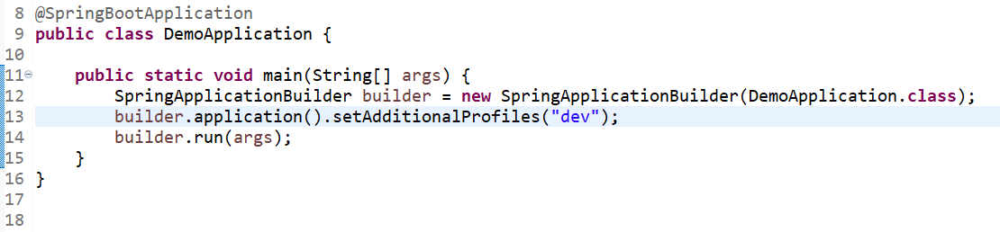 8 @SpringBootApplication
9 public class DemoApplication {
10
11 public static void main(String[] args) {
12 SpringApplicationBuilder builder = new SpringApplicationBuilder(DemoApplication.class);
13 builder.application().setAdditionalProfiles("dev");
14 builder.run(args);
15 }
16 }
17
18